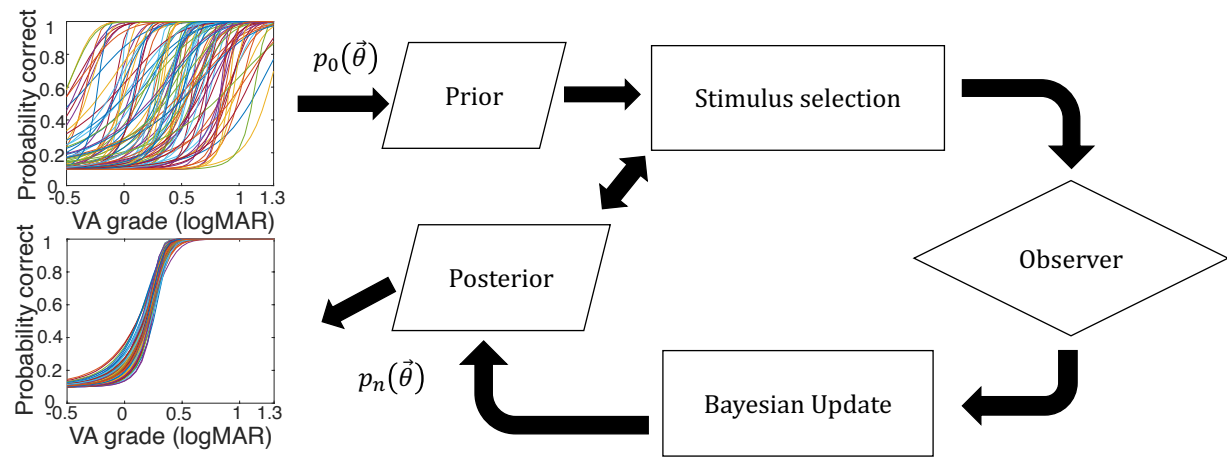 Probability correct
1
0.8
0.6
0.4
0.2
0
-0.5 0 0.5 1 1.3
VA grade (logMAR)
p₀(θ⃗)
Prior
Stimulus selection
Observer
Bayesian Update
pₙ(θ⃗)
Posterior
Probability correct
1
0.8
0.6
0.4
0.2
0
-0.5 0 0.5 1 1.3
VA grade (logMAR)